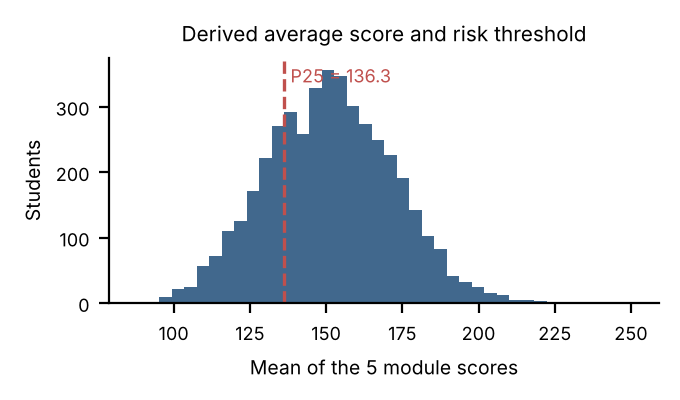 Derived average score and risk threshold
P25 = 136.3
Students
300
200
100
0
100 125 150 175 200 225 250
Mean of the 5 module scores